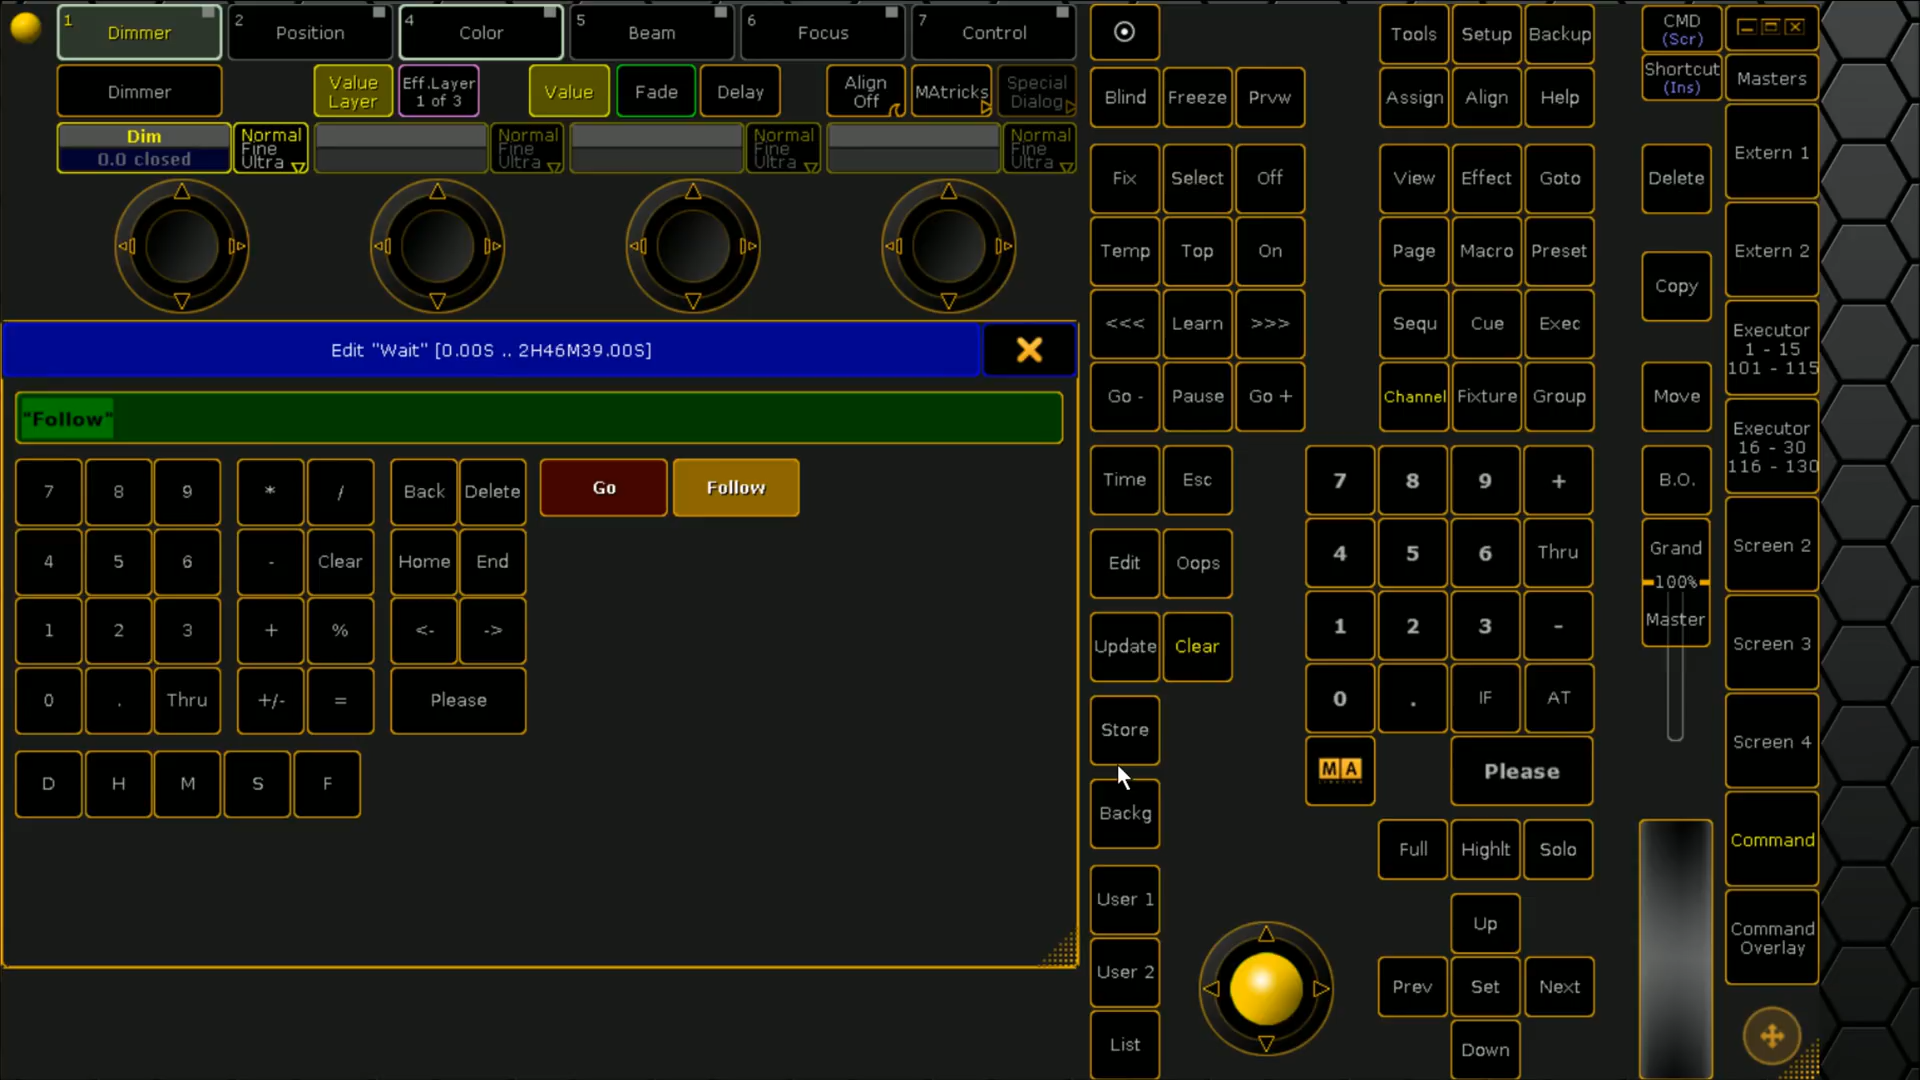 1 Dimmer
2 Position
4 Color
5 Beam
6 Focus
7 Control
Dimmer
Value Layer
Eff.Layer 1 of 3
Value
Fade
Delay
Align Off
MAtricks
Special Dialog
Dim
0.0 closed
Normal
Fine
Ultra
Normal
Fine
Ultra
Normal
Fine
Ultra
Normal
Fine
Ultra
Edit "Wait" [0.00S .. 2H46M39.00S]
"Follow"
7 8 9 * / Back Delete Go Follow
4 5 6 - Clear Home End
1 2 3 + % <- ->
0 . Thru +/- = Please
D H M S F
Blind Freeze Prvw
Fix Select Off
Temp Top On
<<< Learn >>>
Go - Pause Go +
Time Esc
Edit Oops
Update Clear
Store
Backg
User 1
User 2
List
Tools Setup Backup
Assign Align Help
View Effect Goto
Page Macro Preset
Sequ Cue Exec
Channel Fixture Group
7 8 9 +
4 5 6 Thru
1 2 3 -
0 . IF AT
MA Please
Full Highlt Solo
Up
Prev Set Next
Down
CMD
(Scr)
Shortcut
(Ins)
Delete
Copy
Move
B.O.
Grand
100%
Master
Masters
Extern 1
Extern 2
Executor
1 - 15
101 - 115
Executor
16 - 30
116 - 130
Screen 2
Screen 3
Screen 4
Command
Command
Overlay